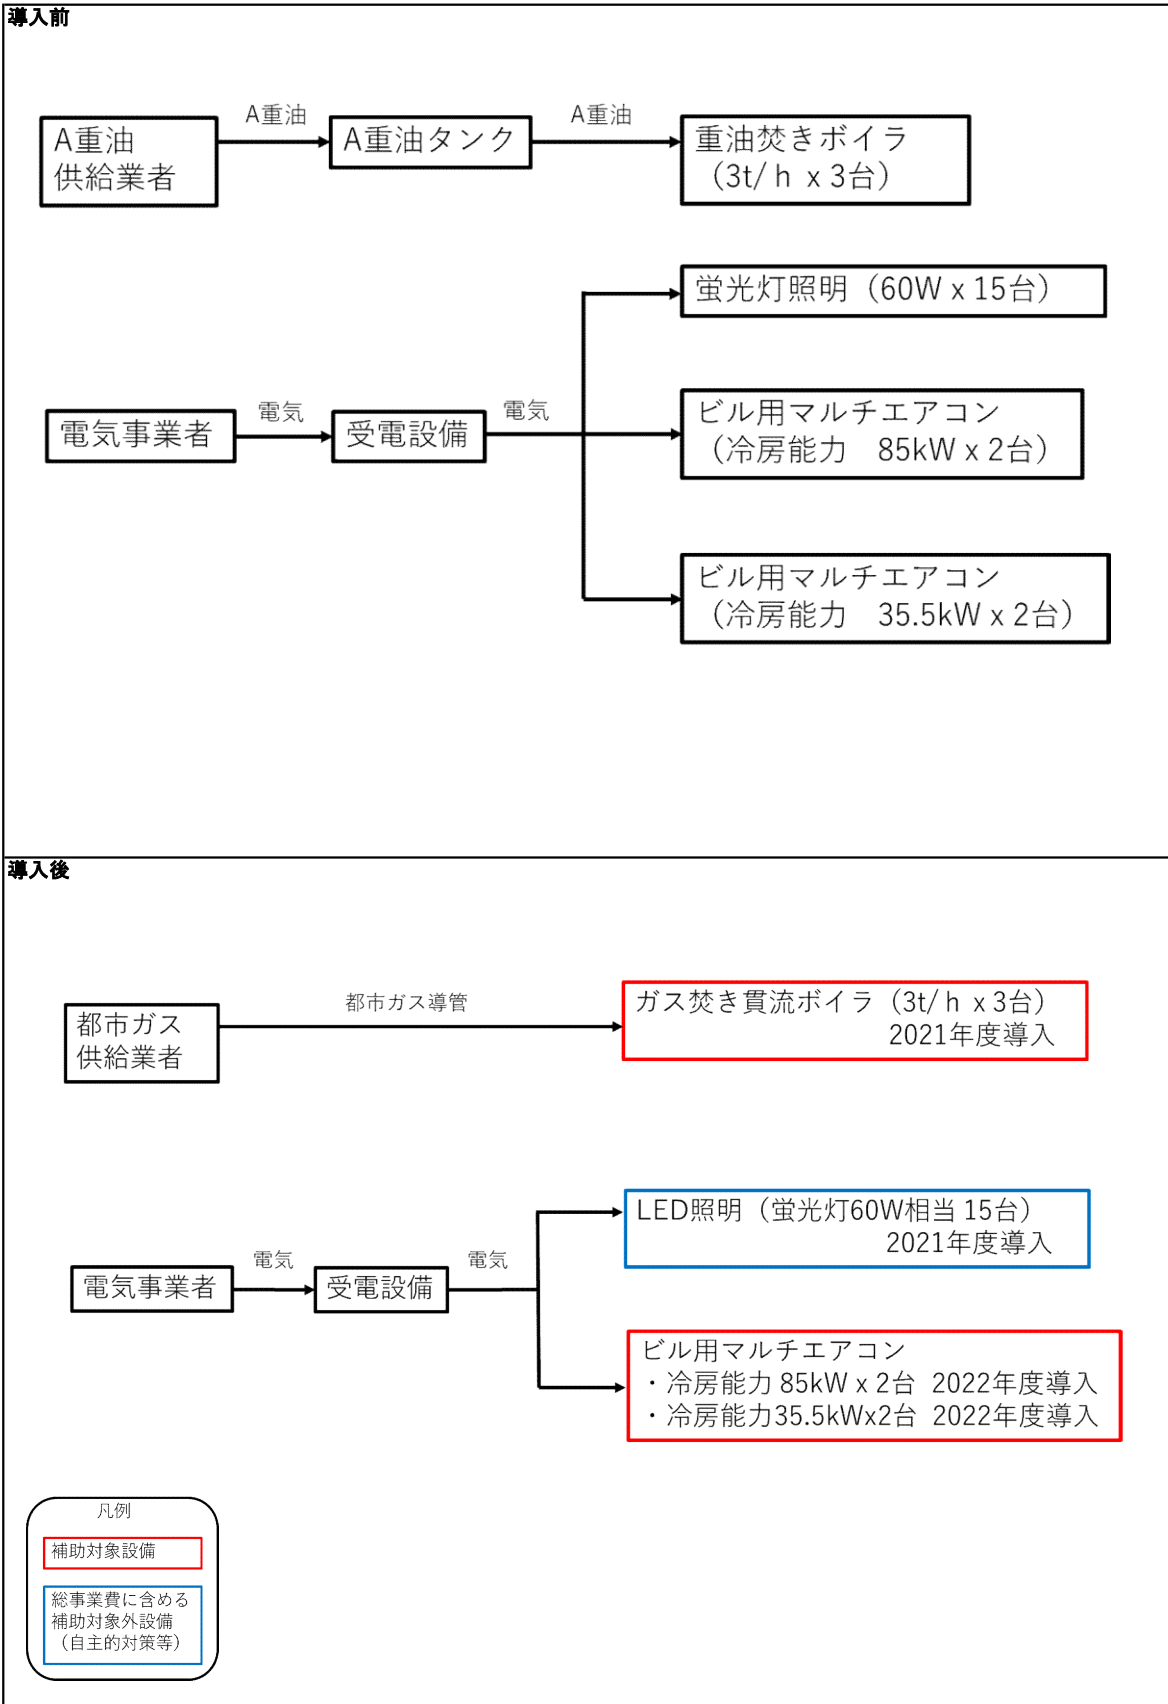 導入前
A重油
A重油
A重油
供給業者
A重油タンク
重油焚きボイラ
（3t/ｈ x 3台）
蛍光灯照明（60W x 15台）
電気
電気
電気事業者
受電設備
ビル用マルチエアコン
（冷房能力　85kW x 2台）
ビル用マルチエアコン
（冷房能力　35.5kW x 2台）
導入後
都市ガス導管
都市ガス
供給業者
ガス焚き貫流ボイラ（3t/ｈ x 3台）
2021年度導入
LED照明（蛍光灯60W相当 15台）
2021年度導入
電気
電気
電気事業者
受電設備
ビル用マルチエアコン
・冷房能力 85kW x 2台 2022年度導入
・冷房能力35.5kWx2台 2022年度導入
凡例
補助対象設備
総事業費に含める
補助対象外設備
（自主的対策等）